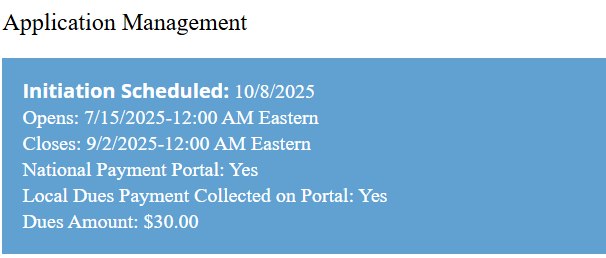 Application Management
Initiation Scheduled: 10/8/2025
Opens: 7/15/2025-12:00 AM Eastern
Closes: 9/2/2025-12:00 AM Eastern
National Payment Portal: Yes
Local Dues Payment Collected on Portal: Yes
Dues Amount: $30.00